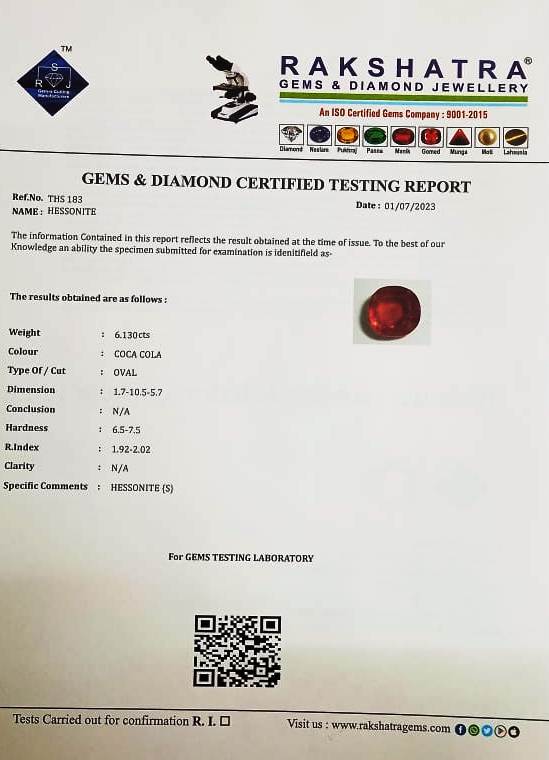 TM
S
R J
Gems Cutting
Manufacturers
RAKSHATRA®
GEMS & DIAMOND JEWELLERY
An ISO Certified Gems Company : 9001-2015
Diamond Neelam Pukhraj Panna Manik Gomed Munga Moti Lahsunia
GEMS & DIAMOND CERTIFIED TESTING REPORT
Ref.No. THS 183
Date : 01/07/2023
NAME : HESSONITE
The information Contained in this report reflects the result obtained at the time of issue. To the best of our
Knowledge an ability the specimen submitted for examination is idenitifield as-
The results obtained are as follows :
Weight : 6.130cts
Colour : COCA COLA
Type Of / Cut : OVAL
Dimension : 1.7-10.5-5.7
Conclusion : N/A
Hardness : 6.5-7.5
R.Index : 1.92-2.02
Clarity : N/A
Specific Comments : HESSONITE (S)
For GEMS TESTING LABORATORY
Tests Carried out for confirmation R. I. ☐
Visit us : www.rakshatragems.com